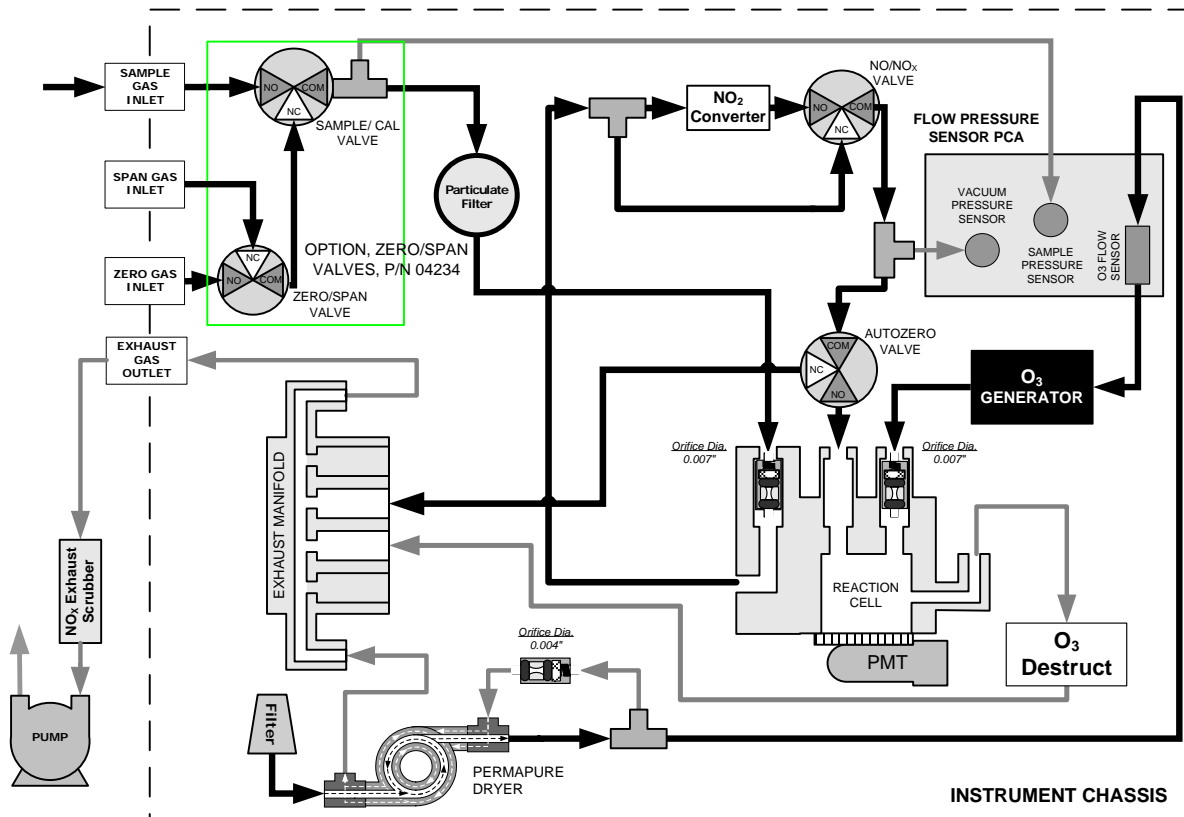 SAMPLE
GAS
INLET
NO
COM
NC
SAMPLE/ CAL
VALVE
SPAN GAS
INLET
ZERO GAS
INLET
NC
NO
COM
ZERO/SPAN
VALVE
OPTION, ZERO/SPAN
VALVES, P/N 04234
Particulate
Filter
EXHAUST
GAS
OUTLET
NO2
Converter
NO/NOX
VALVE
NO
COM
NC
FLOW PRESSURE
SENSOR PCA
VACUUM
PRESSURE
SENSOR
SAMPLE
PRESSURE
SENSOR
O3 FLOW
SENSOR
AUTOZERO
VALVE
COM
NC
NO
O3
GENERATOR
Orifice Dia.
0.007"
Orifice Dia.
0.007"
EXHAUST MANIFOLD
NOX Exhaust
Scrubber
REACTION
CELL
PMT
O3
Destruct
Orifice Dia.
0.004"
Filter
PUMP
PERMAPURE
DRYER
INSTRUMENT CHASSIS